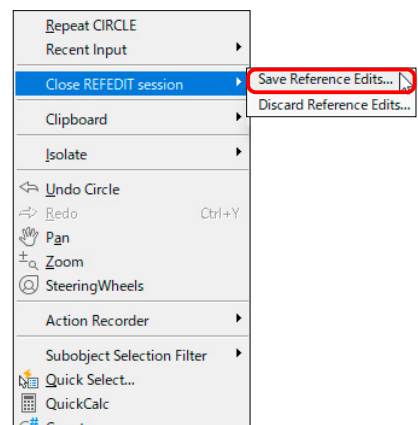 Repeat CIRCLE
Recent Input
Close REFEDIT session
Save Reference Edits...
Discard Reference Edits...
Clipboard
Isolate
Undo Circle
Redo Ctrl+Y
Pan
Zoom
SteeringWheels
Action Recorder
Subobject Selection Filter
Quick Select...
QuickCalc